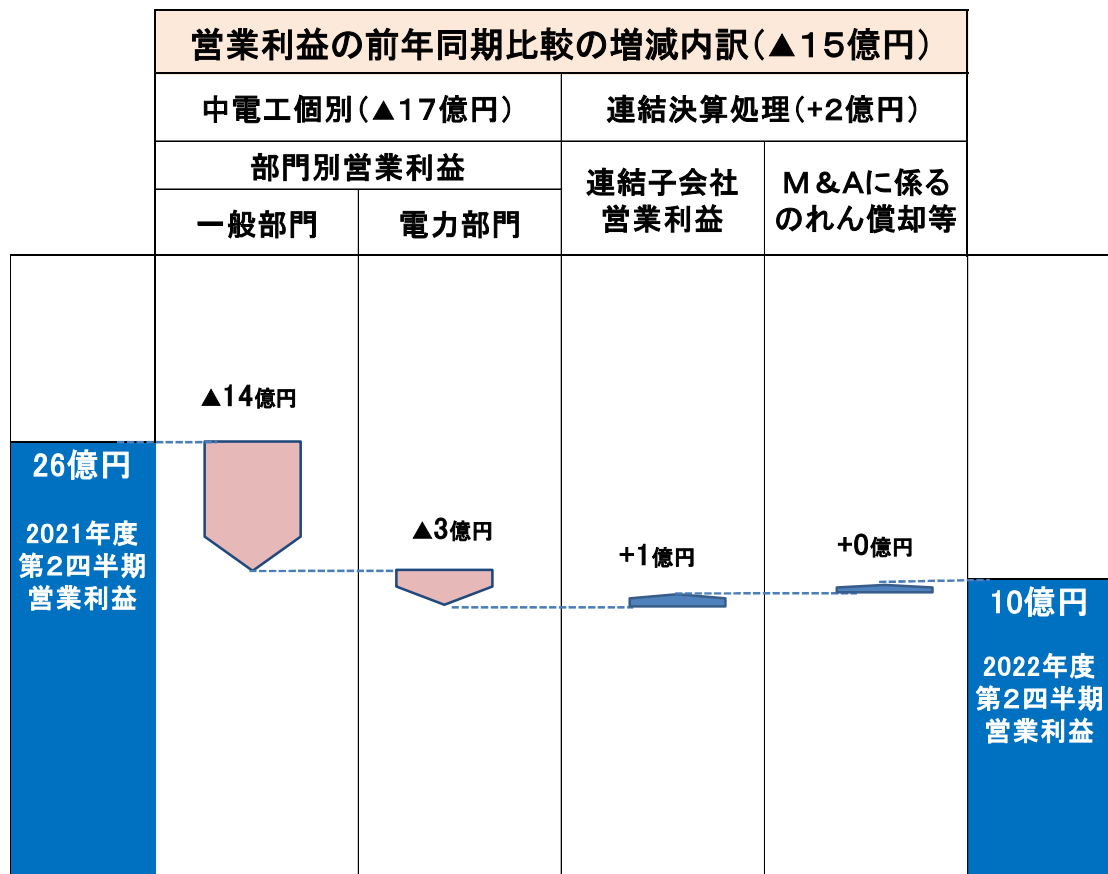 営業利益の前年同期比較の増減内訳(▲15億円)
中電工個別(▲17億円)
連結決算処理(+2億円)
部門別営業利益
連結子会社
営業利益
M&Aに係る
のれん償却等
一般部門
電力部門
▲14億円
26億円
2021年度
第2四半期
営業利益
▲3億円
+1億円
+0億円
10億円
2022年度
第2四半期
営業利益